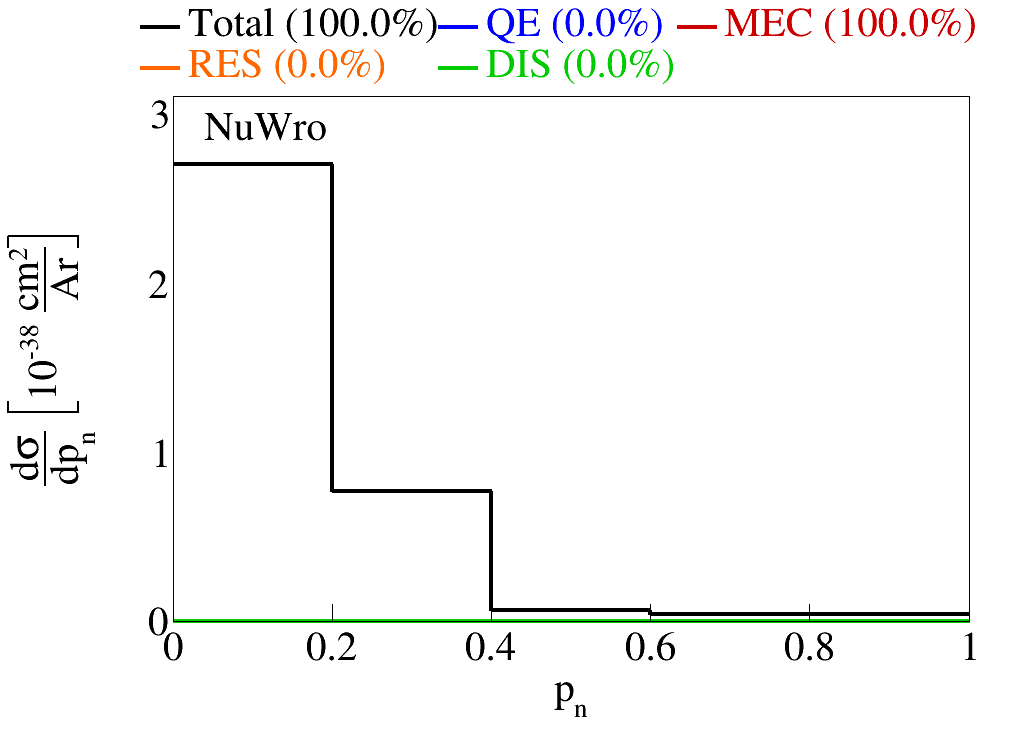 Total (100.0%) QE (0.0%) MEC (100.0%)
RES (0.0%) DIS (0.0%)
NuWro
3
2
1
0
0 0.2 0.4 0.6 0.8 1
p_n
dσ/dp_n [10^-38 cm^2/Ar]